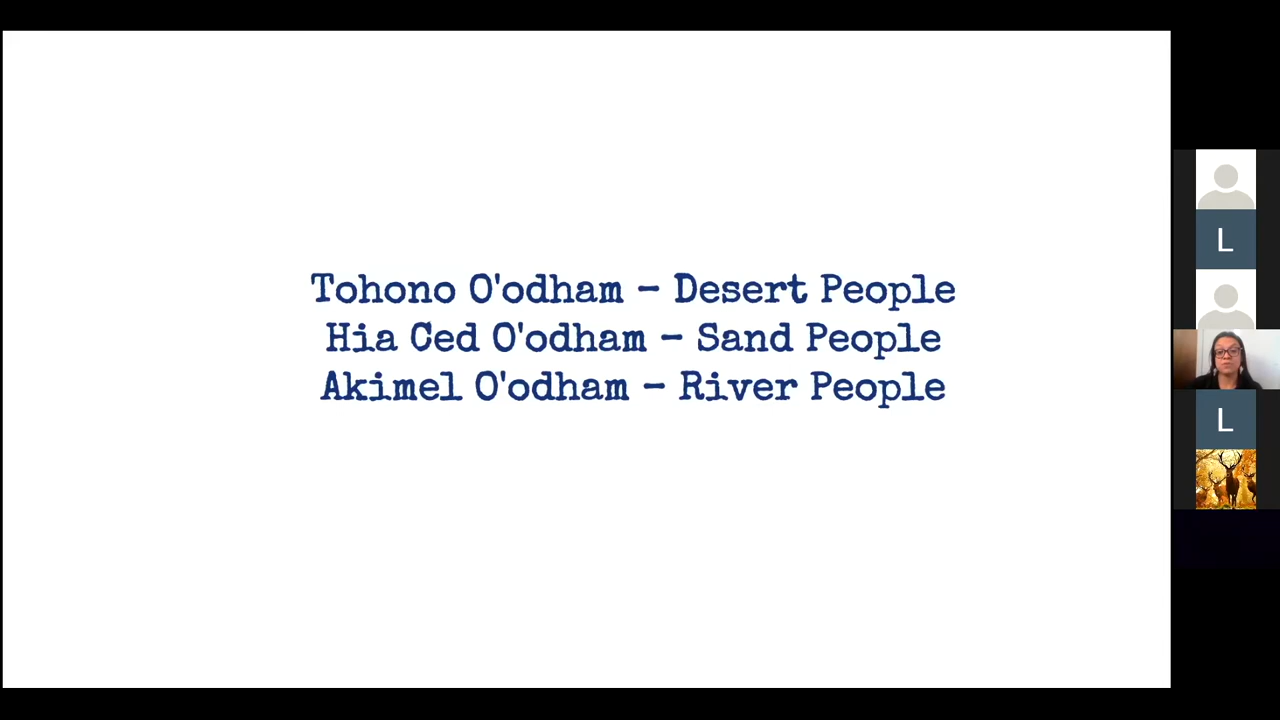 Tohono O'odham – Desert People
Hia Ced O'odham – Sand People
Akimel O'odham – River People
L
L